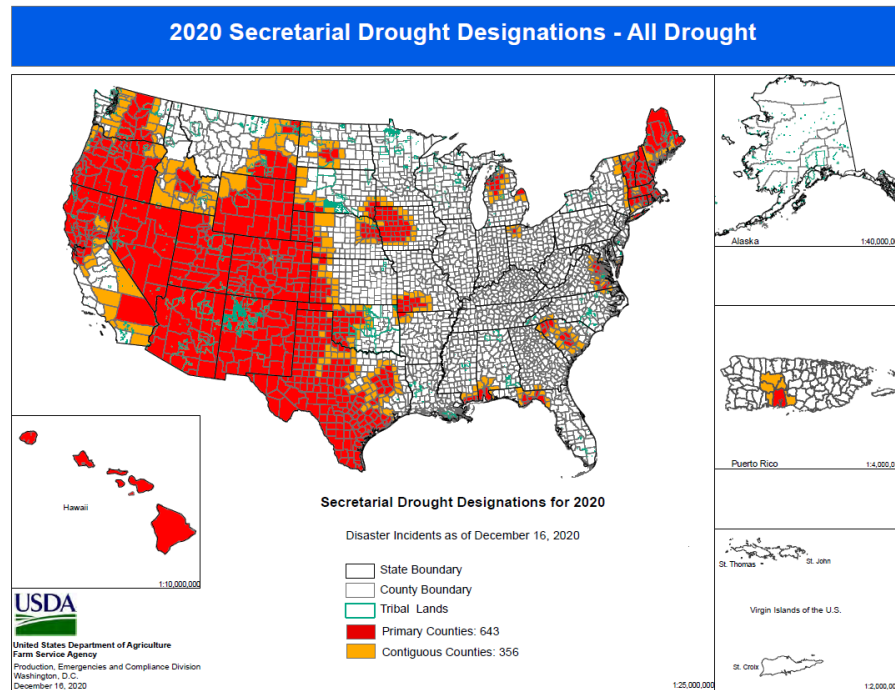 2020 Secretarial Drought Designations - All Drought
Alaska
1:40,000,00
Puerto Rico
1:4,000,0
Hawaii
1:10,000,000
Secretarial Drought Designations for 2020
Disaster Incidents as of December 16, 2020
State Boundary
County Boundary
Tribal Lands
Primary Counties: 643
Contiguous Counties: 356
St. Thomas
St. John
Virgin Islands of the U.S.
St. Croix
USDA
United States Department of Agriculture
Farm Service Agency
Production, Emergencies and Compliance Division
Washington, D.C.
December 16, 2020
1:25,000,000
1:2,000,0